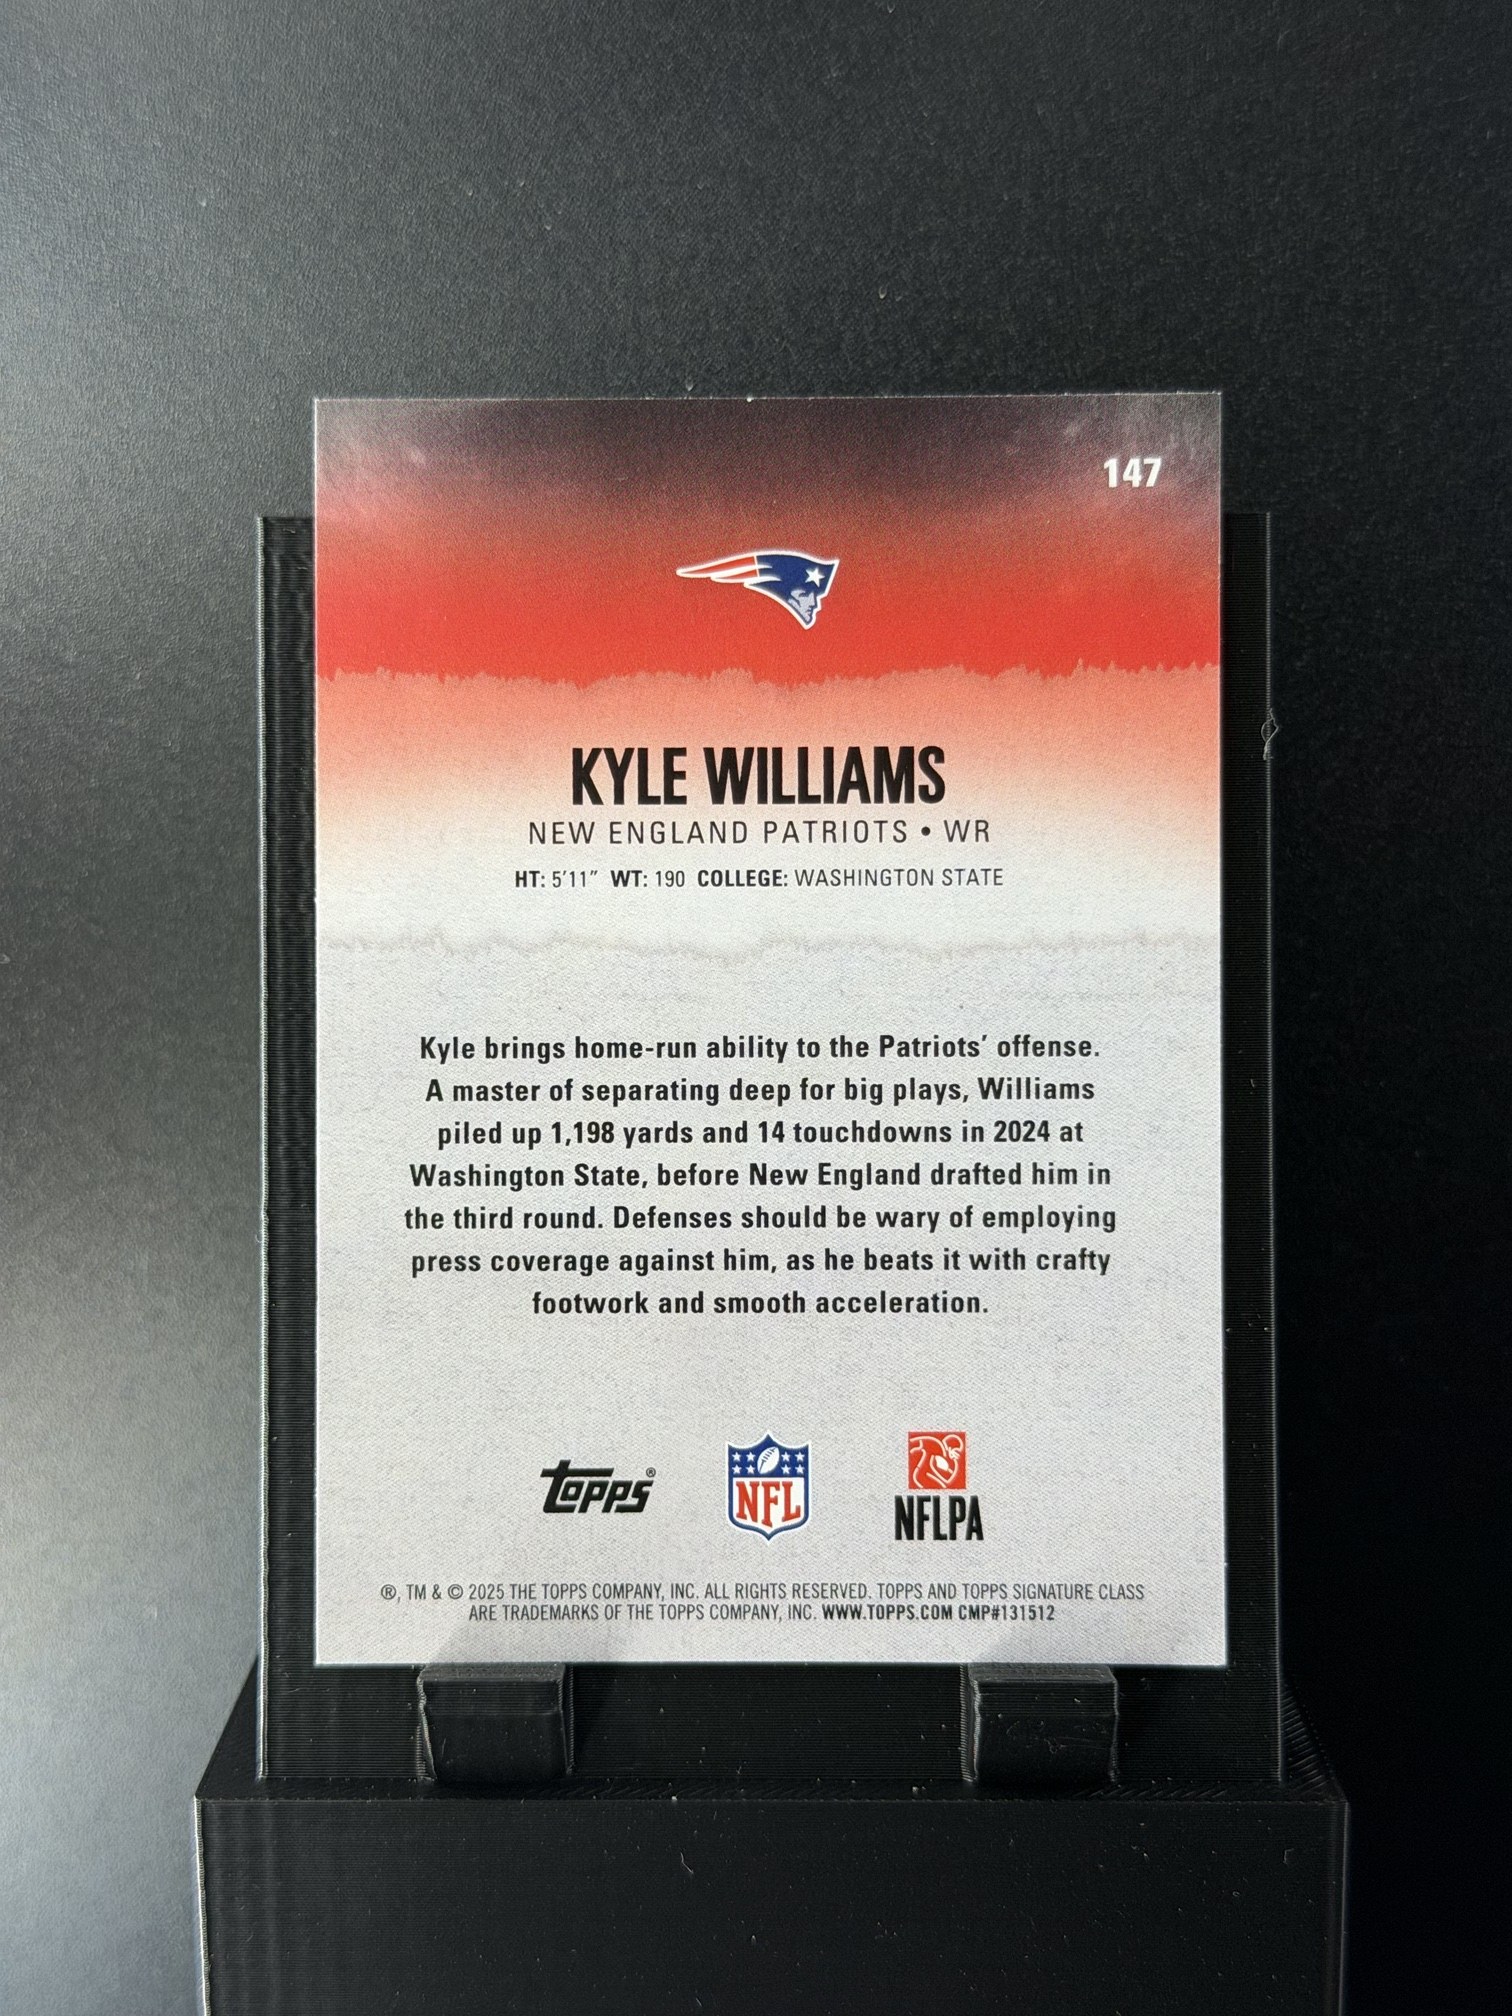 147
KYLE WILLIAMS
NEW ENGLAND PATRIOTS • WR
HT: 5'11" WT: 190 COLLEGE: WASHINGTON STATE
Kyle brings home-run ability to the Patriots' offense.
A master of separating deep for big plays, Williams
piled up 1,198 yards and 14 touchdowns in 2024 at
Washington State, before New England drafted him in
the third round. Defenses should be wary of employing
press coverage against him, as he beats it with crafty
footwork and smooth acceleration.
topps® NFL NFLPA
®, TM & © 2025 THE TOPPS COMPANY, INC. ALL RIGHTS RESERVED. TOPPS AND TOPPS SIGNATURE CLASS
ARE TRADEMARKS OF THE TOPPS COMPANY, INC. WWW.TOPPS.COM CMP#131512